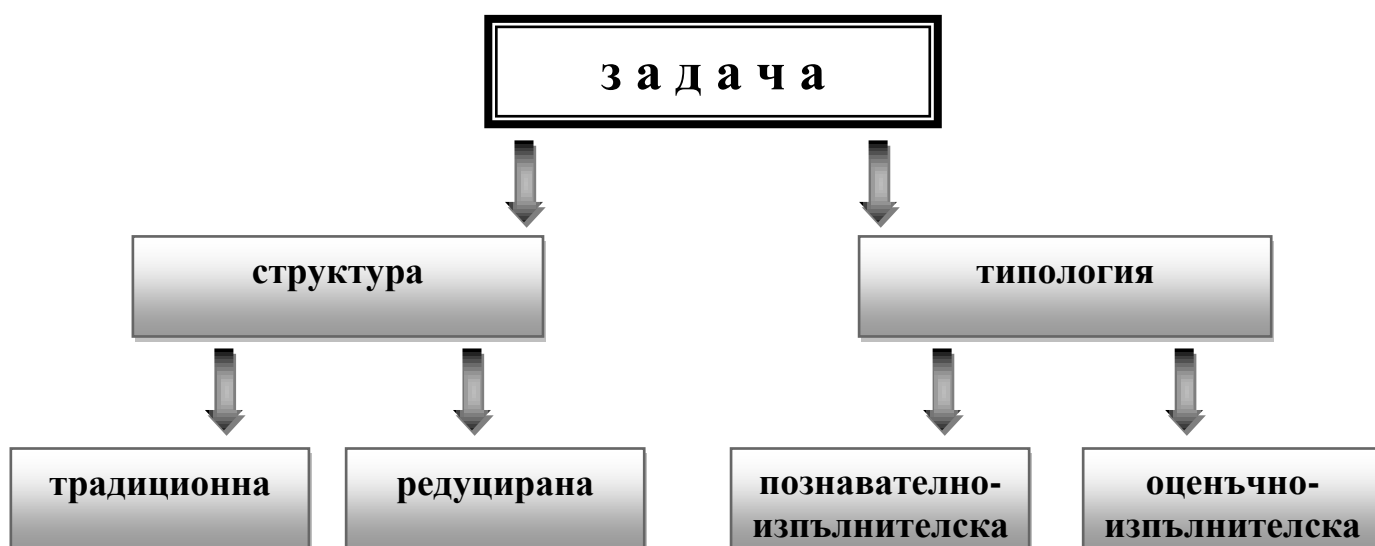 з а д а ч а
структура
типология
традиционна
редуцирана
познавателно-
изпълнителска
оценъчно-
изпълнителска